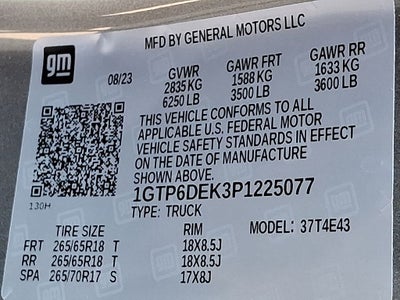 gm
MFD BY GENERAL MOTORS LLC
08/23 GVWR GAWR FRT GAWR RR
2835 KG 1588 KG 1633 KG
6250 LB 3500 LB 3600 LB
THIS VEHICLE CONFORMS TO ALL
APPLICABLE U.S. FEDERAL MOTOR
VEHICLE SAFETY STANDARDS IN EFFECT
ON THE DATE OF MANUFACTURE
SHOWN ABOVE.
1GTP6DEK3P1225077
130H
TYPE: TRUCK
TIRE SIZE RIM MODEL: 37T4E43
FRT 265/65R18 T 18X8.5J
RR 265/65R18 T 18X8.5J
SPA 265/70R17 S 17X8J